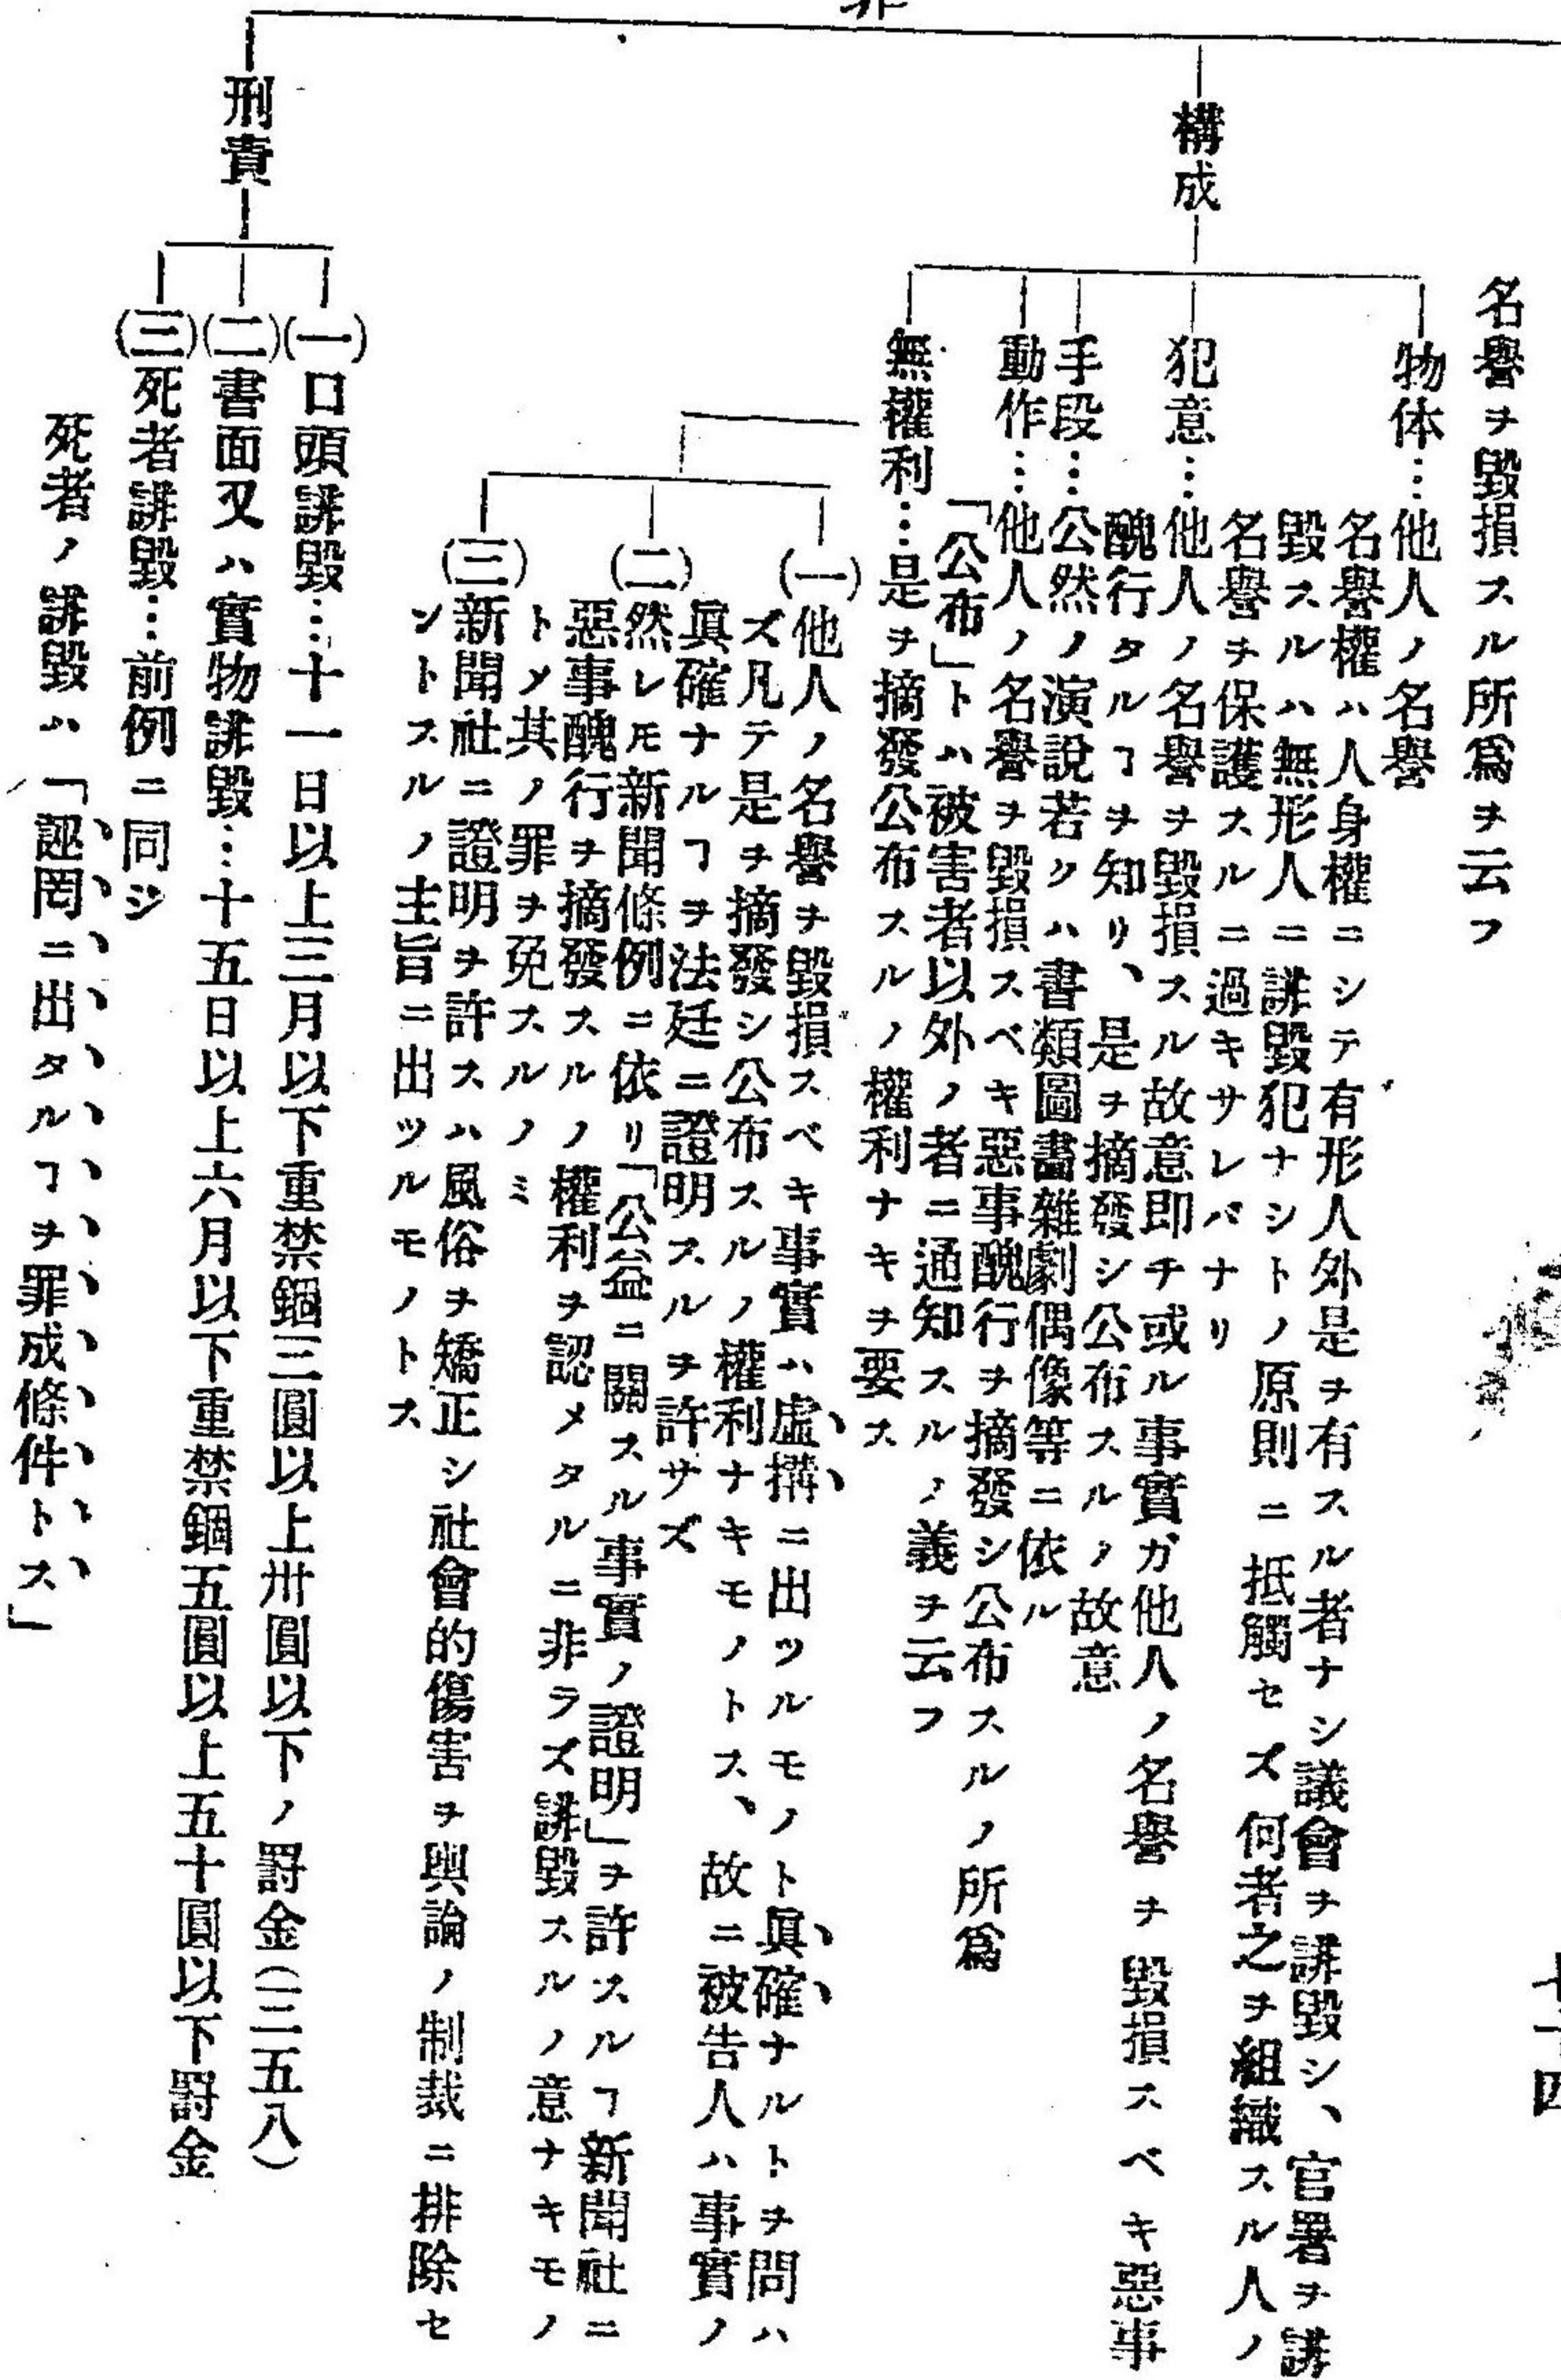 名譽ヲ毀損スル所爲ヲ云フ
構成
物体…他人ノ名譽
名譽權ハ人身權ニシテ有形人外是ヲ有スル者ナシ議會ヲ誹毀シ、官署ヲ誹
毀スルハ無形人ニ誹毀犯ナシトノ原則ニ抵觸セズ何者之ヲ組織スル人ノ
名譽ヲ保護スルニ過キサレバナリ
犯意…他人ノ名譽ヲ毀損スル故意即チ或ル事實ガ他人ノ名譽ヲ毀損スベキ惡事
醜行タルヿヲ知リ、是ヲ摘發シ公布スルノ故意
手段…公然ノ演說若クハ書類圖畵雜劇偶像等ニ依ル
動作…他人ノ名譽ヲ毀損スベキ惡事醜行ヲ摘發シ公布スルノ所爲
「公布」トハ被害者以外ノ者ニ通知スルノ義ヲ云フ
無權利…是ヲ摘發公布スルノ權利ナキヲ要ス
(一)他人ノ名譽ヲ毀損スベキ事實ハ虛搆ニ出ツルモノト眞確ナルトヲ問ハ
ズ凡テ是ヲ摘發シ公布スルノ權利ナキモノトス、故ニ被告人ハ事實ノ
眞確ナルヿヲ法廷ニ證明スルヲ許サズ
(二)然レモ新聞條例ニ依リ「公益ニ關スル事實ノ證明」ヲ許スルヿ新聞社ニ
惡事醜行ヲ摘發スルノ權利ヲ認メタルニ非ラズ誹毀スルノ意ナキモノ
トメ其ノ罪ヲ免スルノミ
(三)新聞社ニ證明ヲ許スハ風俗ヲ矯正シ社會的傷害ヲ輿論ノ制裁ニ排除セ
ントスルノ主旨ニ出ツルモノトス
刑責
(一)口頭誹毀…十一日以上三月以下重禁錮三圓以上卅圓以下ノ罸金(三五八)
(二)書面又ハ實物誹毀…十五日以上六月以下重禁錮五圓以上五十圓以下罸金
(三)死者誹毀…前例ニ同シ
死者ノ誹毀ハ「誣罔ニ出タルヿヲ罪成條件トス」